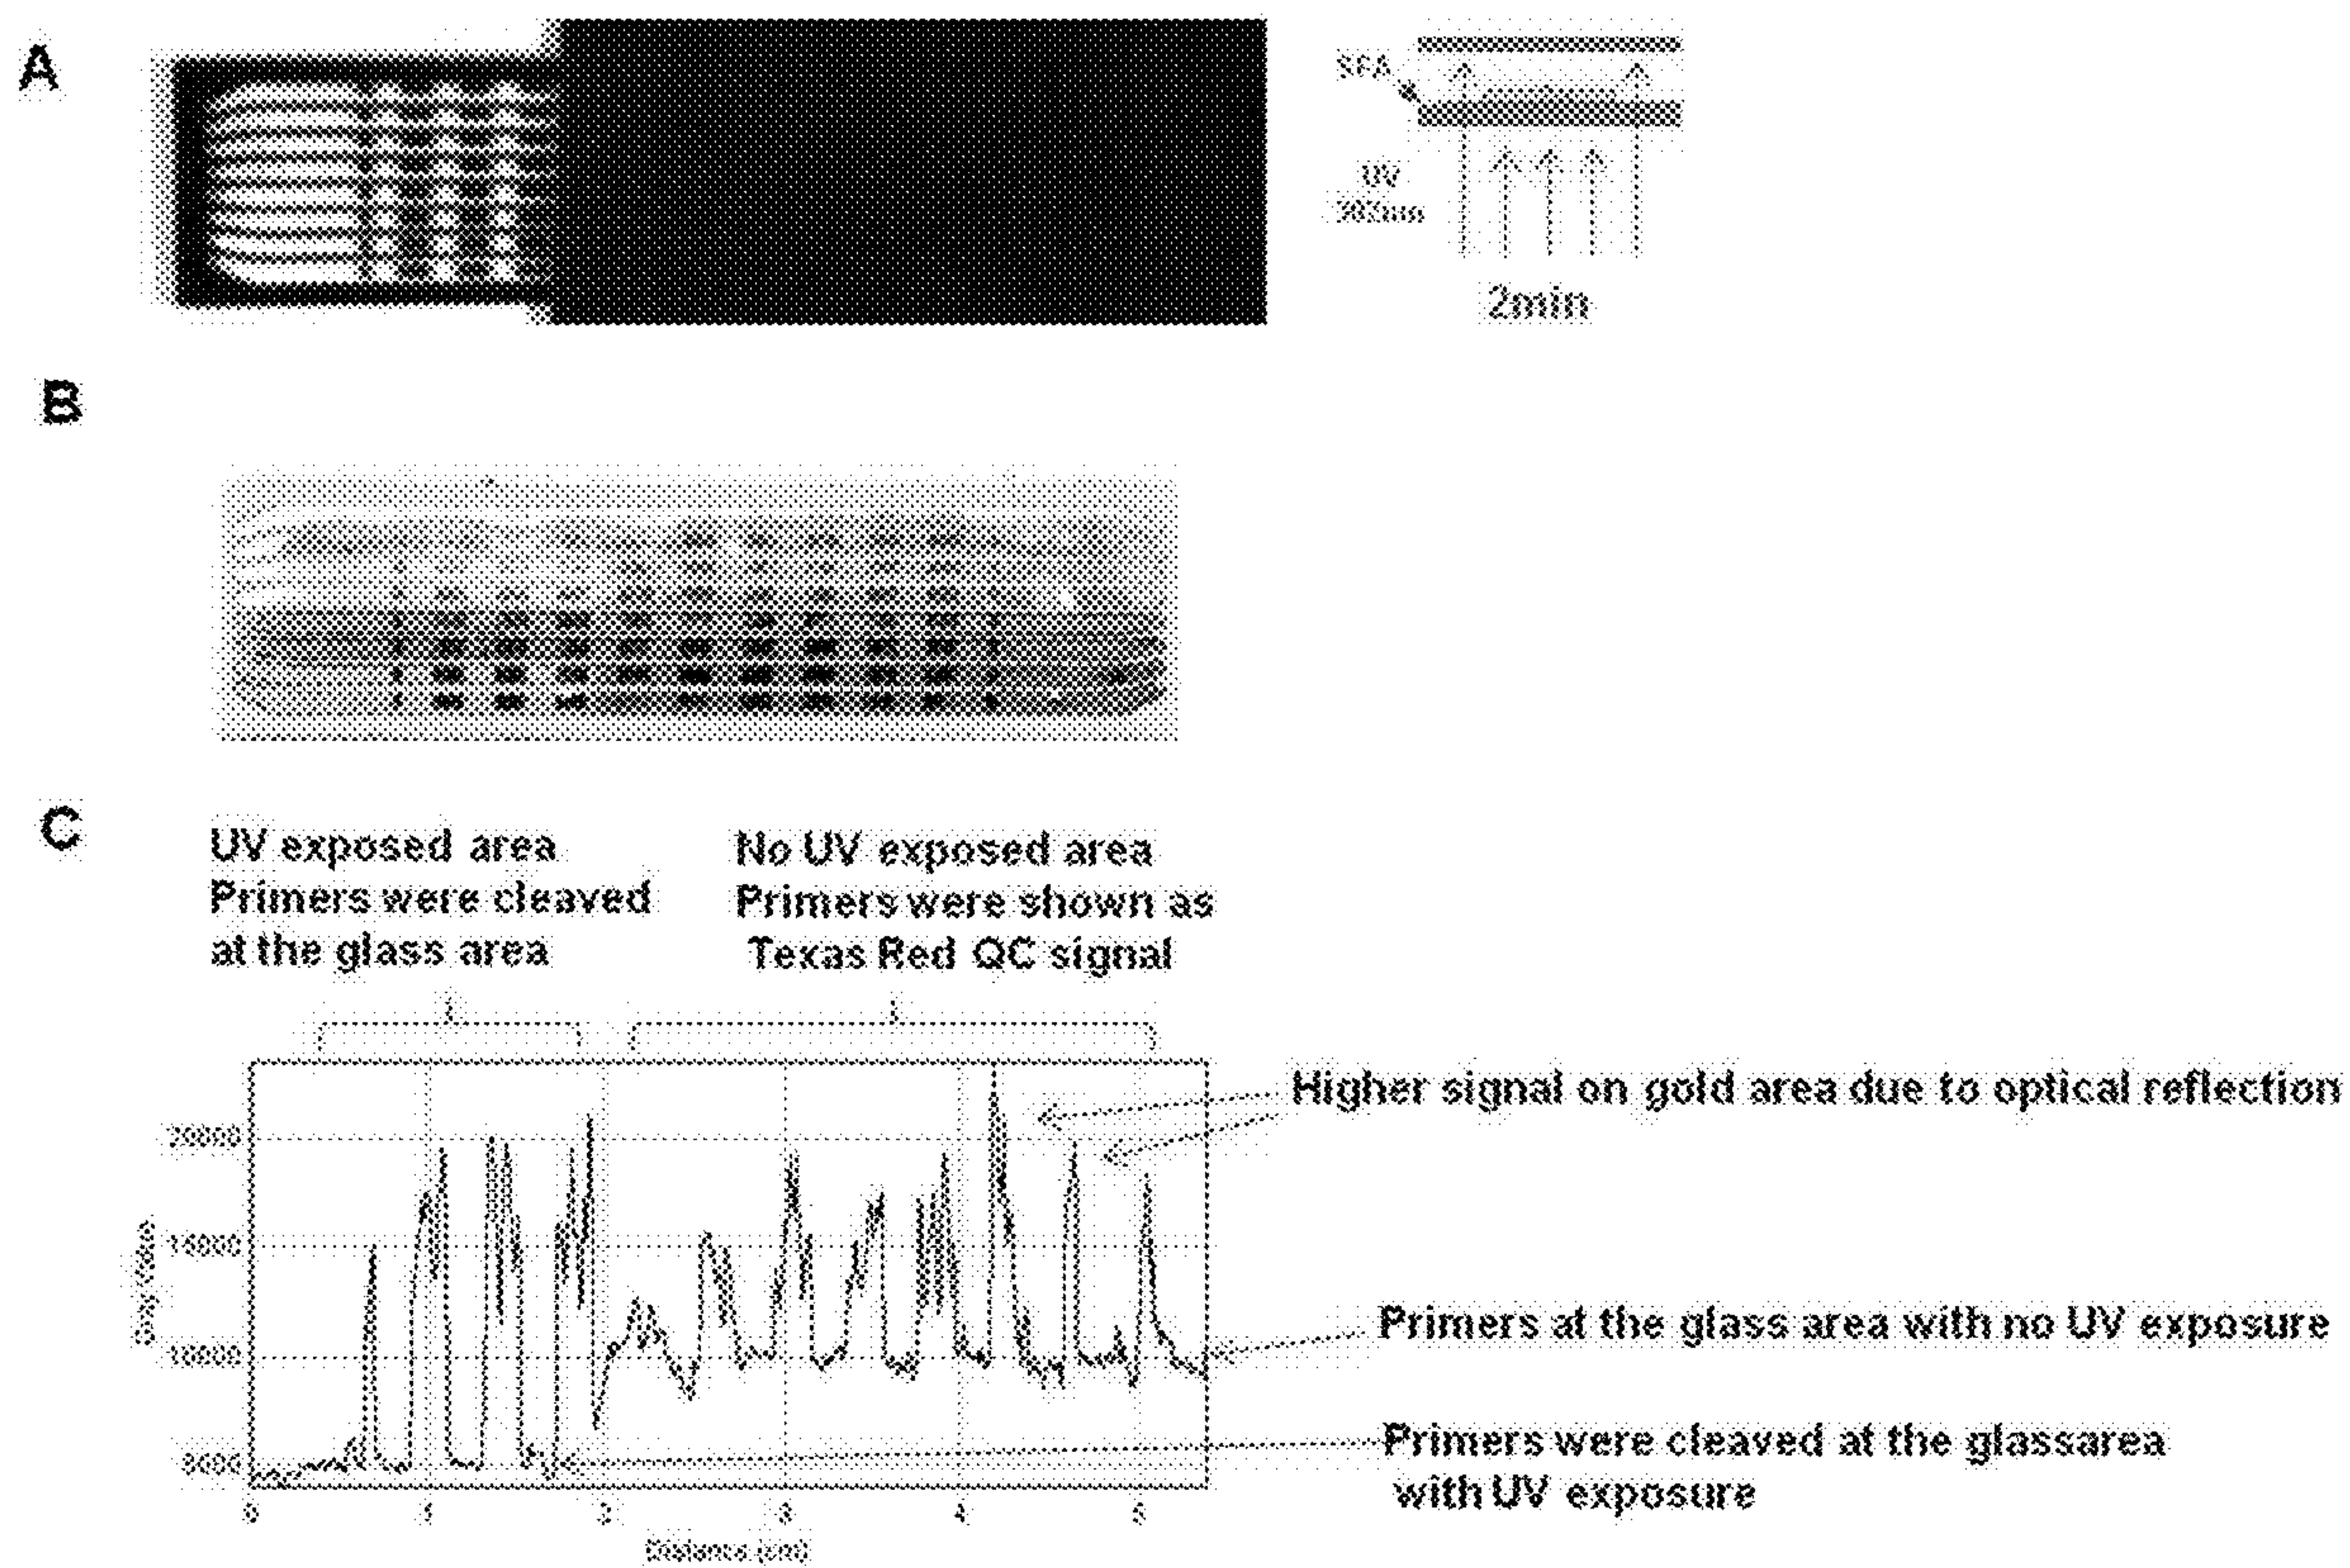 A
SFA
UV
2min
B
C
UV exposed area
Primers were cleaved
at the glass area
No UV exposed area
Primers were shown as
Texas Red QC signal
Higher signal on gold area due to optical reflection
Primers at the glass area with no UV exposure
Primers were cleaved at the glassarea
with UV exposure
20000
15000
10000
5000
0 1 2 3 4 5
Distance (cm)